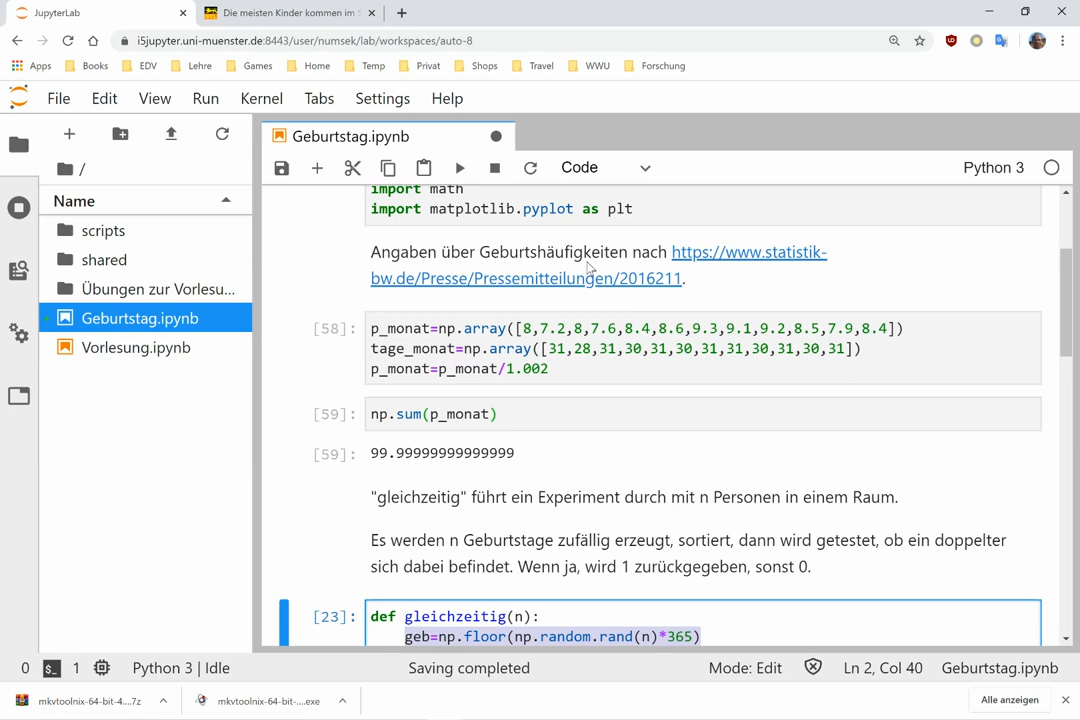 JupyterLab
Die meisten Kinder kommen im S
i5jupyter.uni-muenster.de:8443/user/numsek/lab/workspaces/auto-8
Apps Books EDV Lehre Games Home Temp Privat Shops Travel WWU Forschung
File Edit View Run Kernel Tabs Settings Help
Geburtstag.ipynb
Code
Python 3
/
Name
scripts
shared
Übungen zur Vorlesu...
Geburtstag.ipynb
Vorlesung.ipynb
import math
import matplotlib.pyplot as plt
Angaben über Geburtshäufigkeiten nach https://www.statistik-
bw.de/Presse/Pressemitteilungen/2016211.
[58]: p_monat=np.array([8,7.2,8,7.6,8.4,8.6,9.3,9.1,9.2,8.5,7.9,8.4])
tage_monat=np.array([31,28,31,30,31,30,31,31,30,31,30,31])
p_monat=p_monat/1.002
[59]: np.sum(p_monat)
[59]: 99.99999999999999
"gleichzeitig" führt ein Experiment durch mit n Personen in einem Raum.
Es werden n Geburtstage zufällig erzeugt, sortiert, dann wird getestet, ob ein doppelter
sich dabei befindet. Wenn ja, wird 1 zurückgegeben, sonst 0.
[23]: def gleichzeitig(n):
geb=np.floor(np.random.rand(n)*365)
0 1 Python 3 | Idle Saving completed Mode: Edit Ln 2, Col 40 Geburtstag.ipynb
mkvtoolnix-64-bit-4....7z mkvtoolnix-64-bit-....exe Alle anzeigen